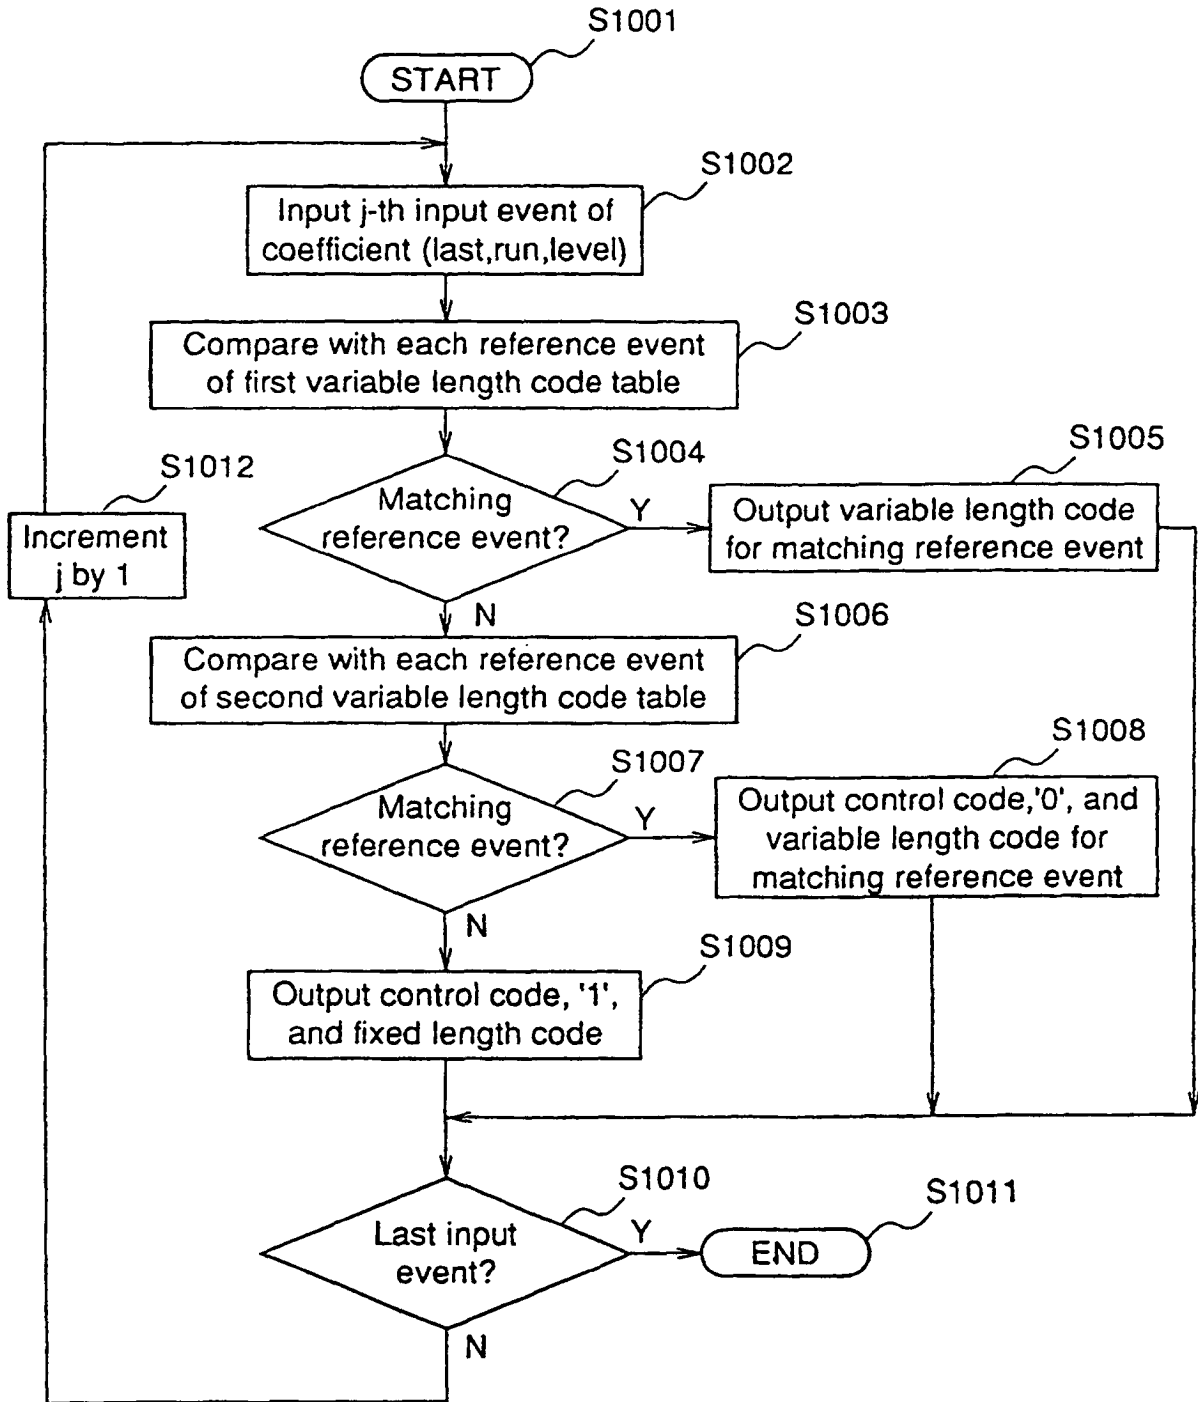 S1001
START
S1002
Input j-th input event of
coefficient (last,run,level)
S1003
Compare with each reference event
of first variable length code table
S1004
Matching
reference event?
Y
S1005
Output variable length code
for matching reference event
S1012
Increment
j by 1
N
S1006
Compare with each reference event
of second variable length code table
S1007
Matching
reference event?
Y
S1008
Output control code,'0', and
variable length code for
matching reference event
N
S1009
Output control code, '1',
and fixed length code
S1010
Last input
event?
Y
S1011
END
N